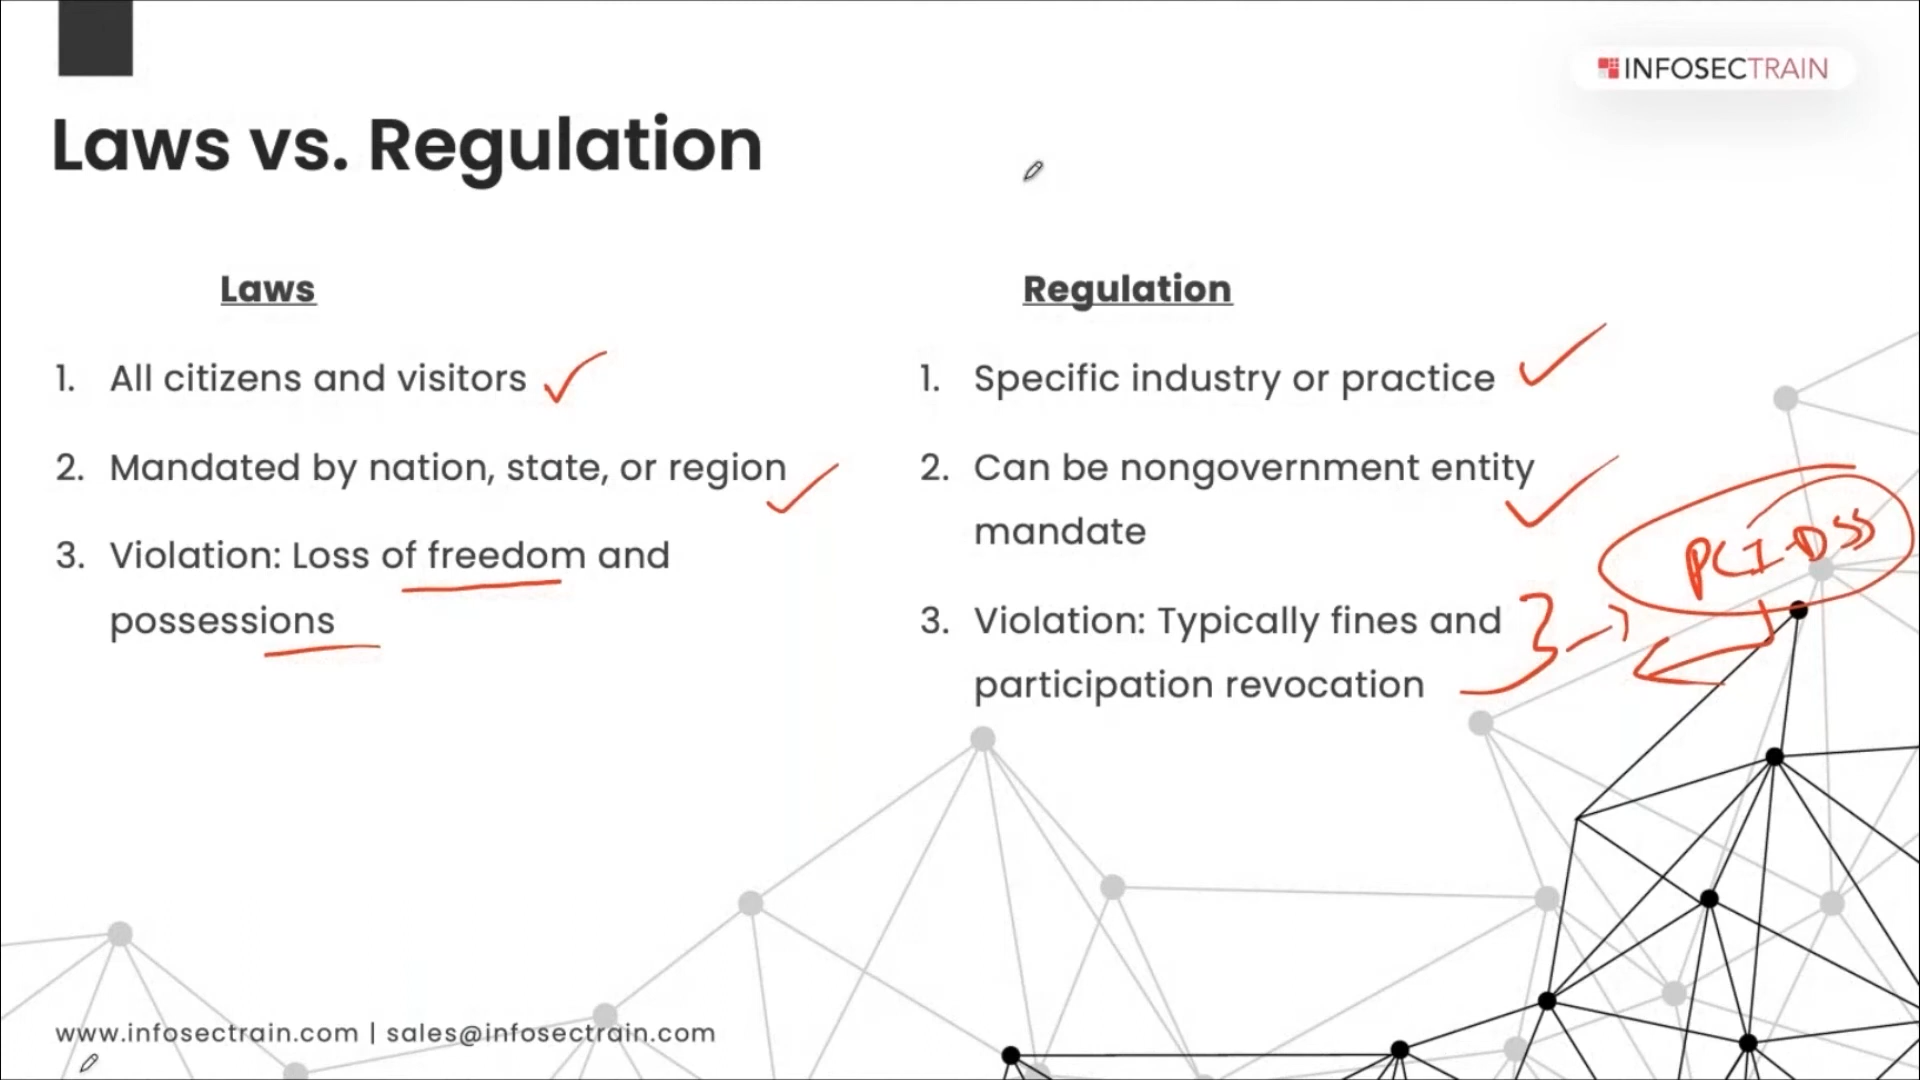 INFOSECTRAIN
Laws vs. Regulation
Laws
1. All citizens and visitors
2. Mandated by nation, state, or region
3. Violation: Loss of freedom and
possessions
Regulation
1. Specific industry or practice
2. Can be nongovernment entity
mandate
3. Violation: Typically fines and
participation revocation
PCI-DSS
www.infosectrain.com | sales@infosectrain.com